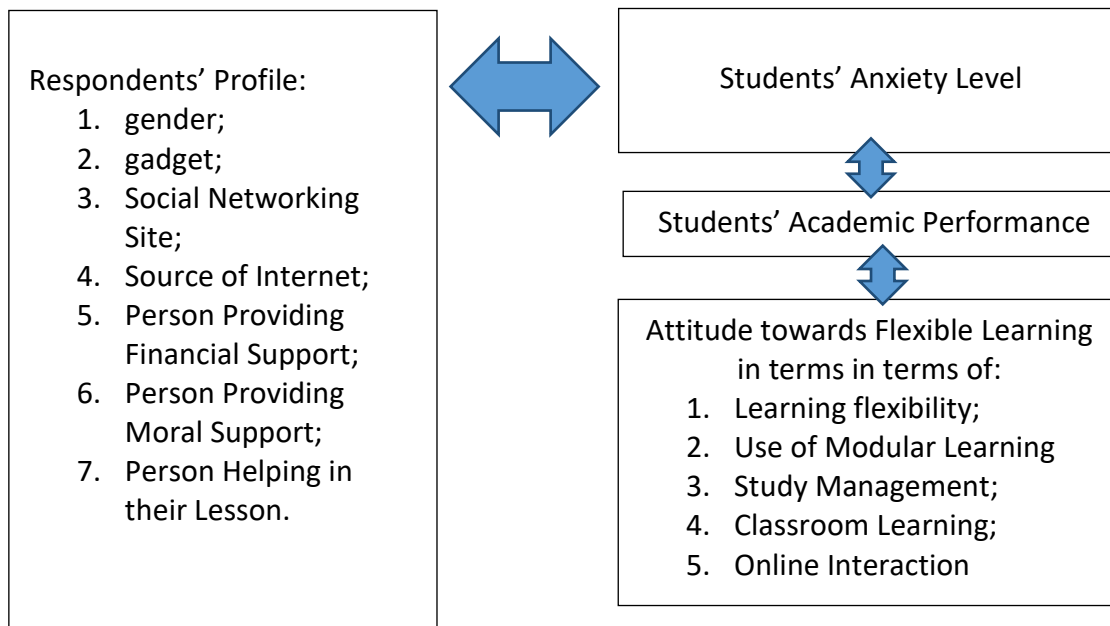 Respondents’ Profile:
1. gender;
2. gadget;
3. Social Networking
Site;
4. Source of Internet;
5. Person Providing
Financial Support;
6. Person Providing
Moral Support;
7. Person Helping in
their Lesson.
Students’ Anxiety Level
Students’ Academic Performance
Attitude towards Flexible Learning
in terms in terms of:
1. Learning flexibility;
2. Use of Modular Learning
3. Study Management;
4. Classroom Learning;
5. Online Interaction